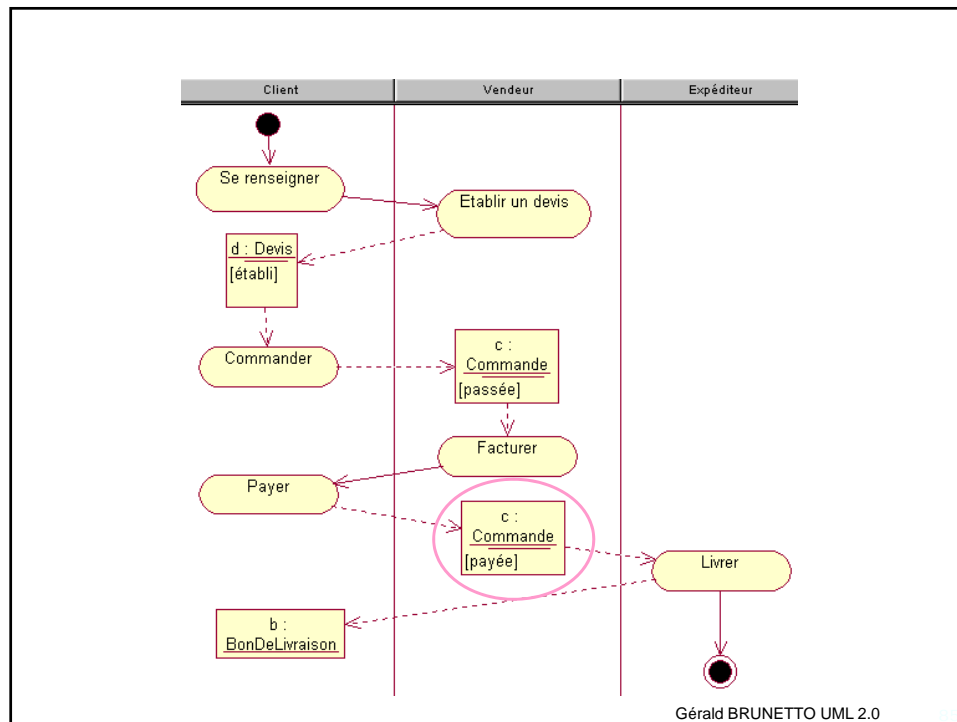 Client
Vendeur
Expéditeur
Se renseigner
Etablir un devis
d : Devis
[établi]
Commander
c :
Commande
[passée]
Facturer
Payer
c :
Commande
[payée]
Livrer
b :
BonDeLivraison
Gérald BRUNETTO UML 2.0